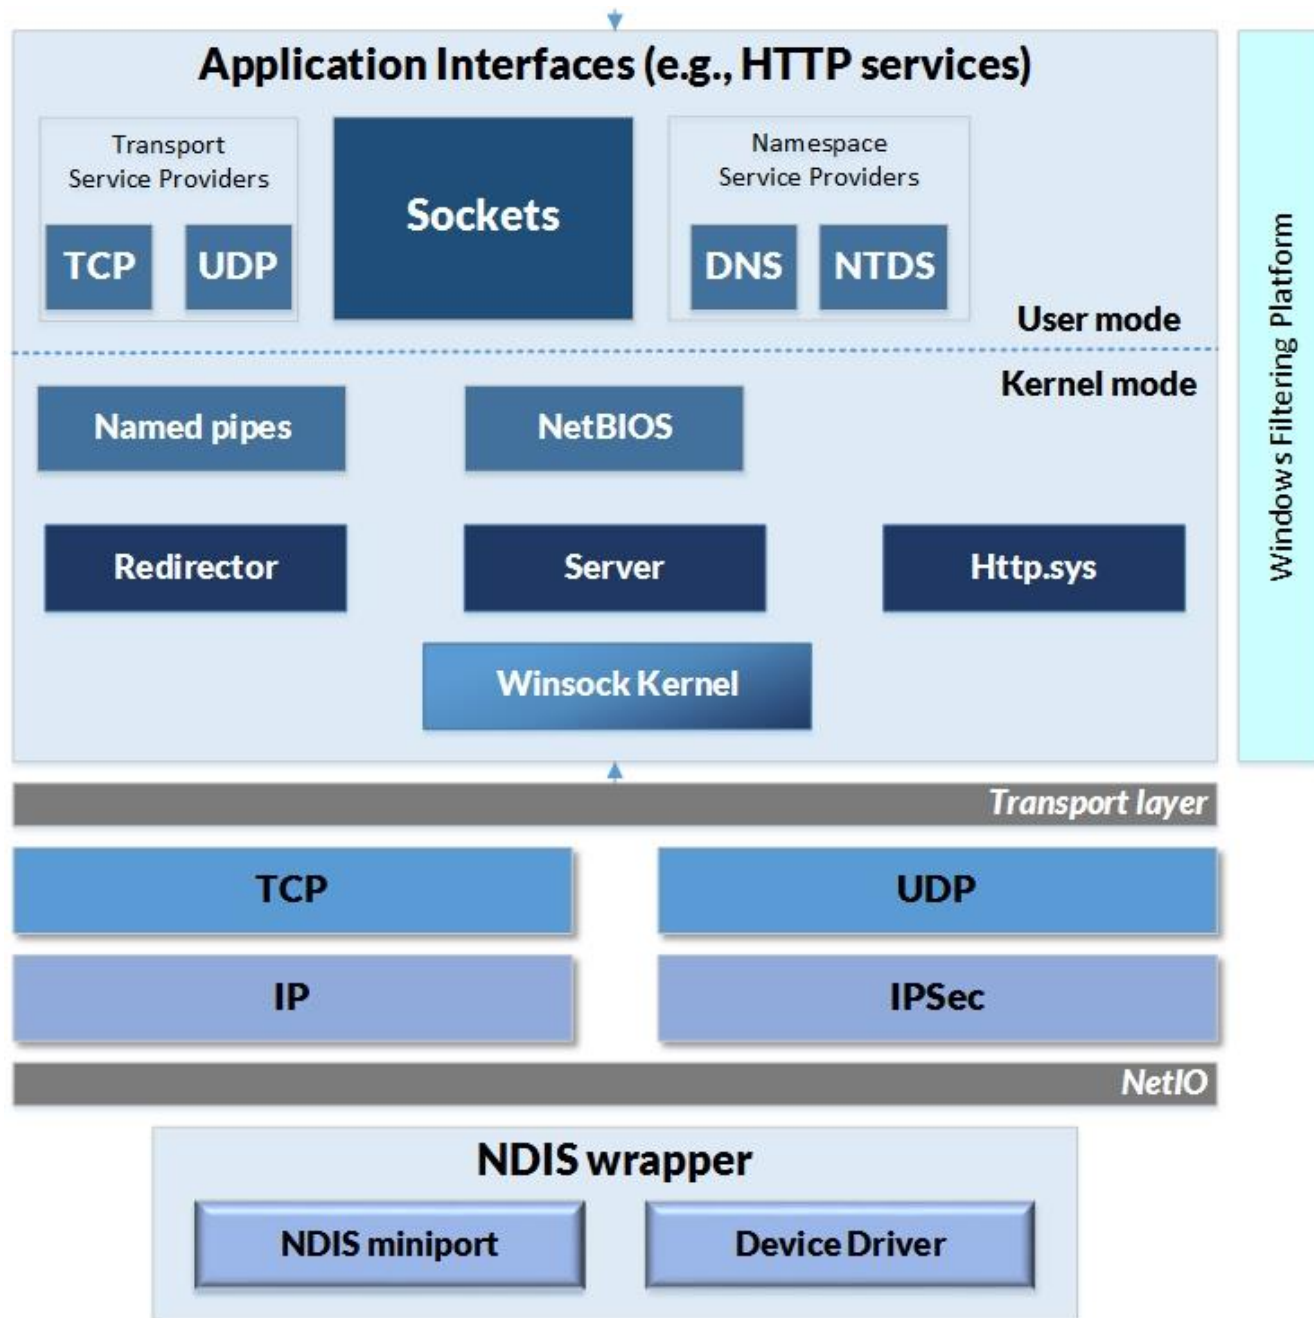 Application Interfaces (e.g., HTTP services)
Transport
Service Providers
TCP
UDP
Sockets
Namespace
Service Providers
DNS
NTDS
User mode
Kernel mode
Named pipes
NetBIOS
Redirector
Server
Http.sys
Winsock Kernel
Windows Filtering Platform
Transport layer
TCP
UDP
IP
IPSec
NetIO
NDIS wrapper
NDIS miniport
Device Driver